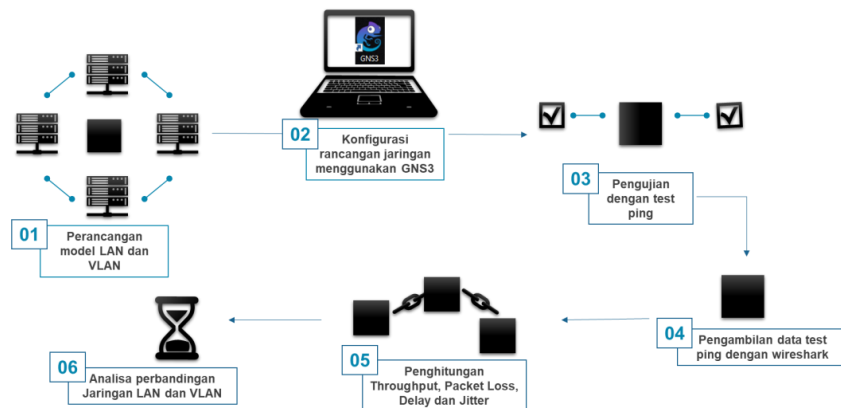 GNS3
01
Perancangan
model LAN dan
VLAN
02
Konfigurasi
rancangan jaringan
menggunakan GNS3
03
Pengujian
dengan test
ping
04
Pengambilan data test
ping dengan wireshark
05
Penghitungan
Throughput, Packet Loss,
Delay dan Jitter
06
Analisa perbandingan
Jaringan LAN dan VLAN